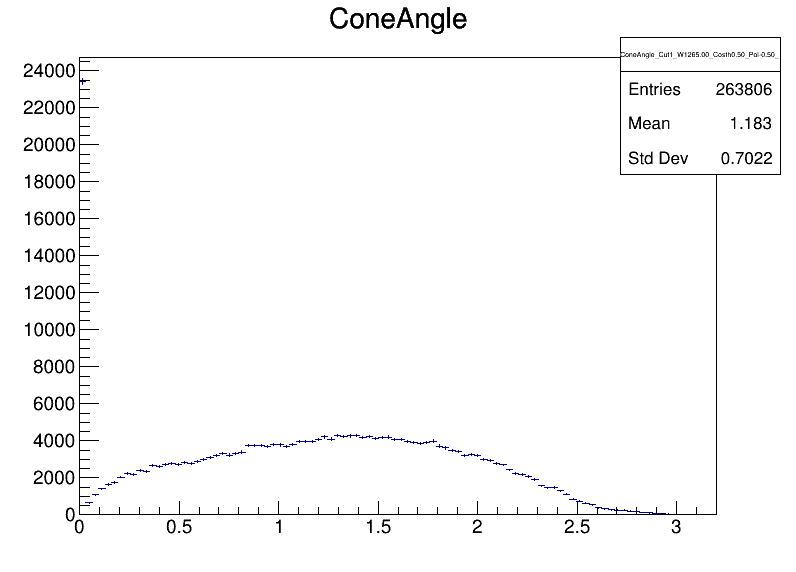 ConeAngle
ConeAngle_Cut1_W1265.00_Costh0.50_Pol-0.50_
Entries 263806
Mean 1.183
Std Dev 0.7022
24000
22000
20000
18000
16000
14000
12000
10000
8000
6000
4000
2000
0
0 0.5 1 1.5 2 2.5 3